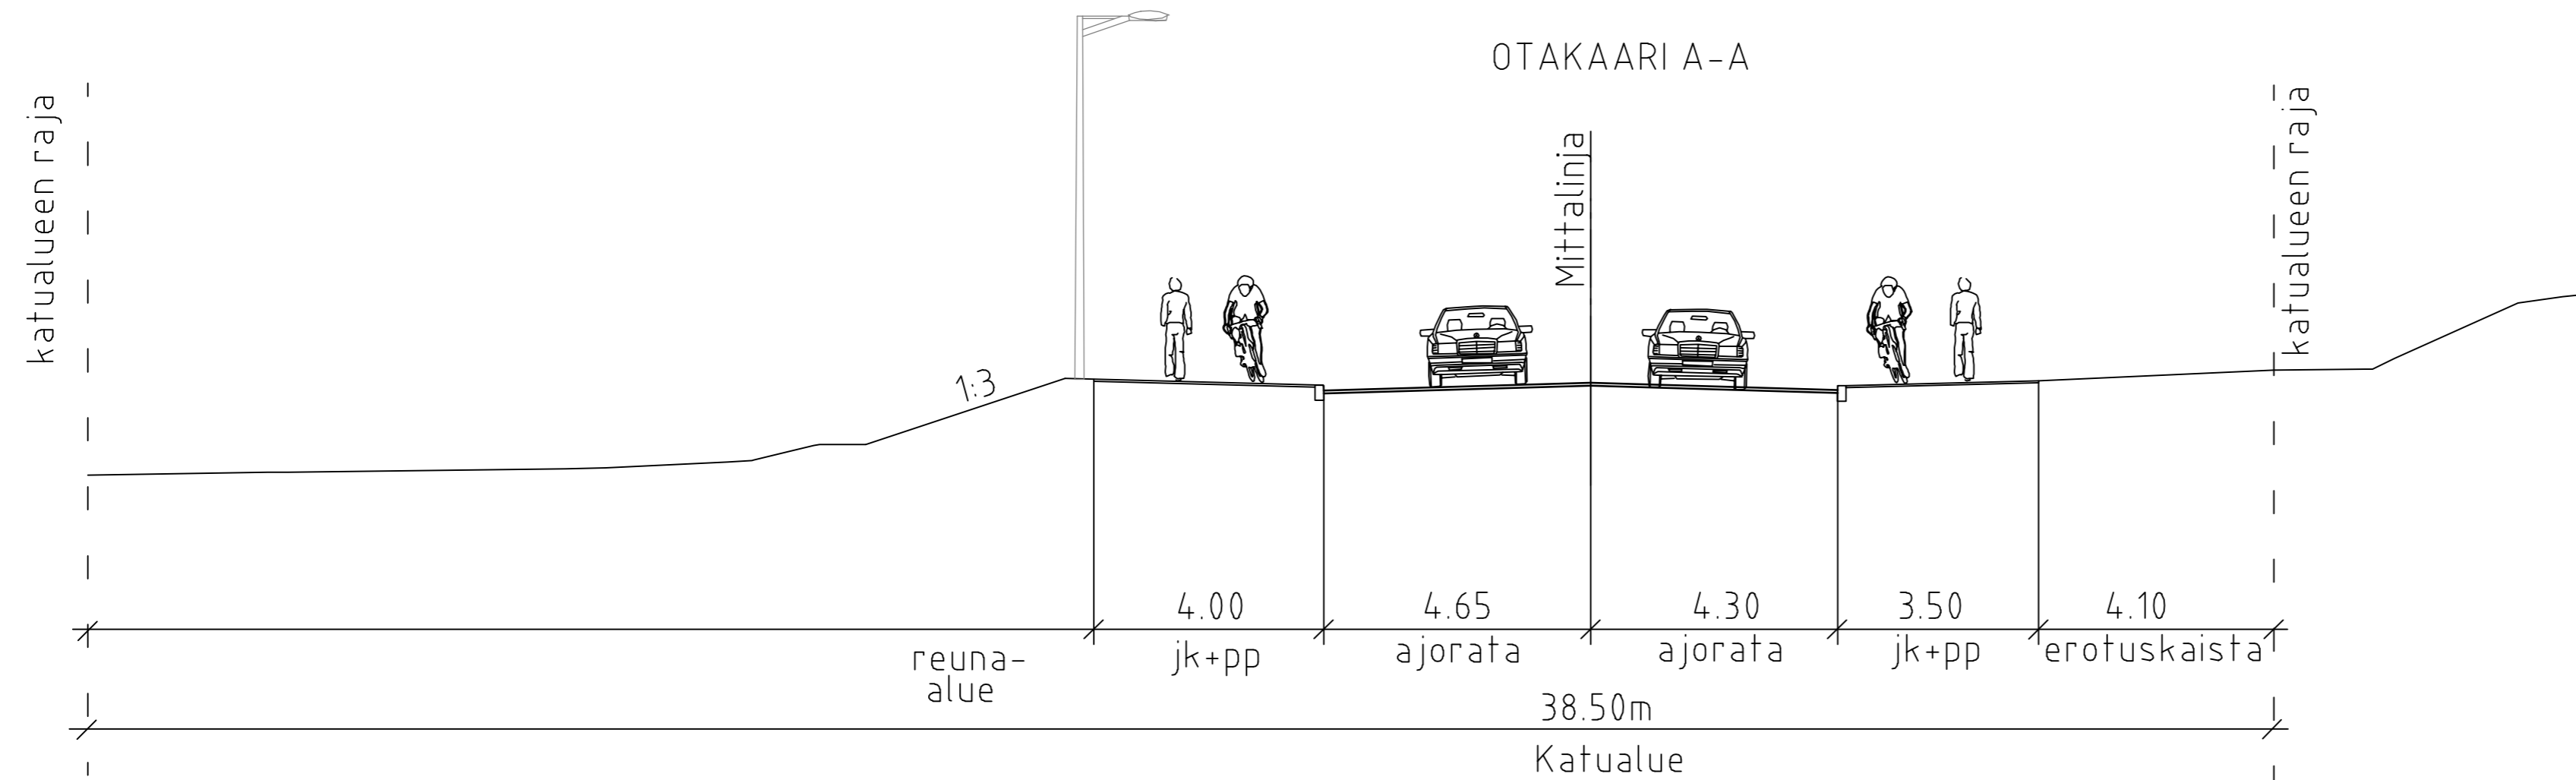 OTAKAARI A-A
katualueen raja
Mittalinja
katualueen raja
1:3
4.00
4.65
4.30
3.50
4.10
reuna-
alue
jk+pp
ajorata
ajorata
jk+pp
erotuskaista
38.50m
Katualue